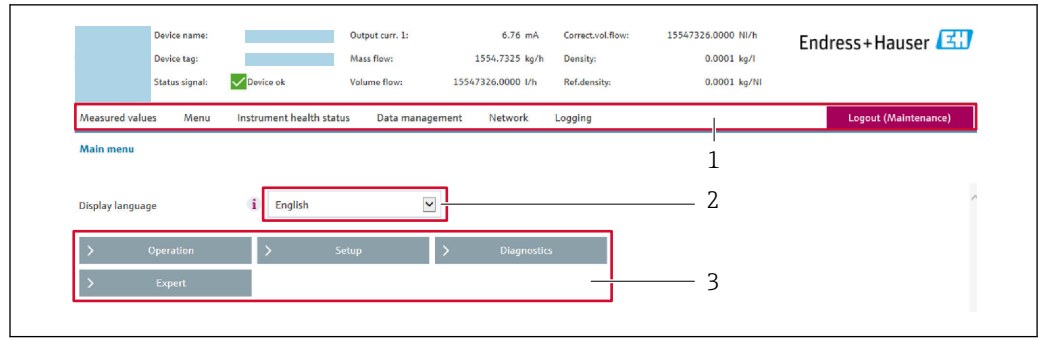 Device name: Output curr. 1: 6.76 mA Correct.vol.flow: 15547326.0000 Nl/h
Endress+Hauser EH
Device tag: Mass flow: 1554.7325 kg/h Density: 0.0001 kg/l
Status signal: Device ok Volume flow: 15547326.0000 l/h Ref.density: 0.0001 kg/Nl
Measured values Menu Instrument health status Data management Network Logging Logout (Maintenance)
1
Main menu
Display language i English 2
> Operation > Setup > Diagnostics
> Expert 3